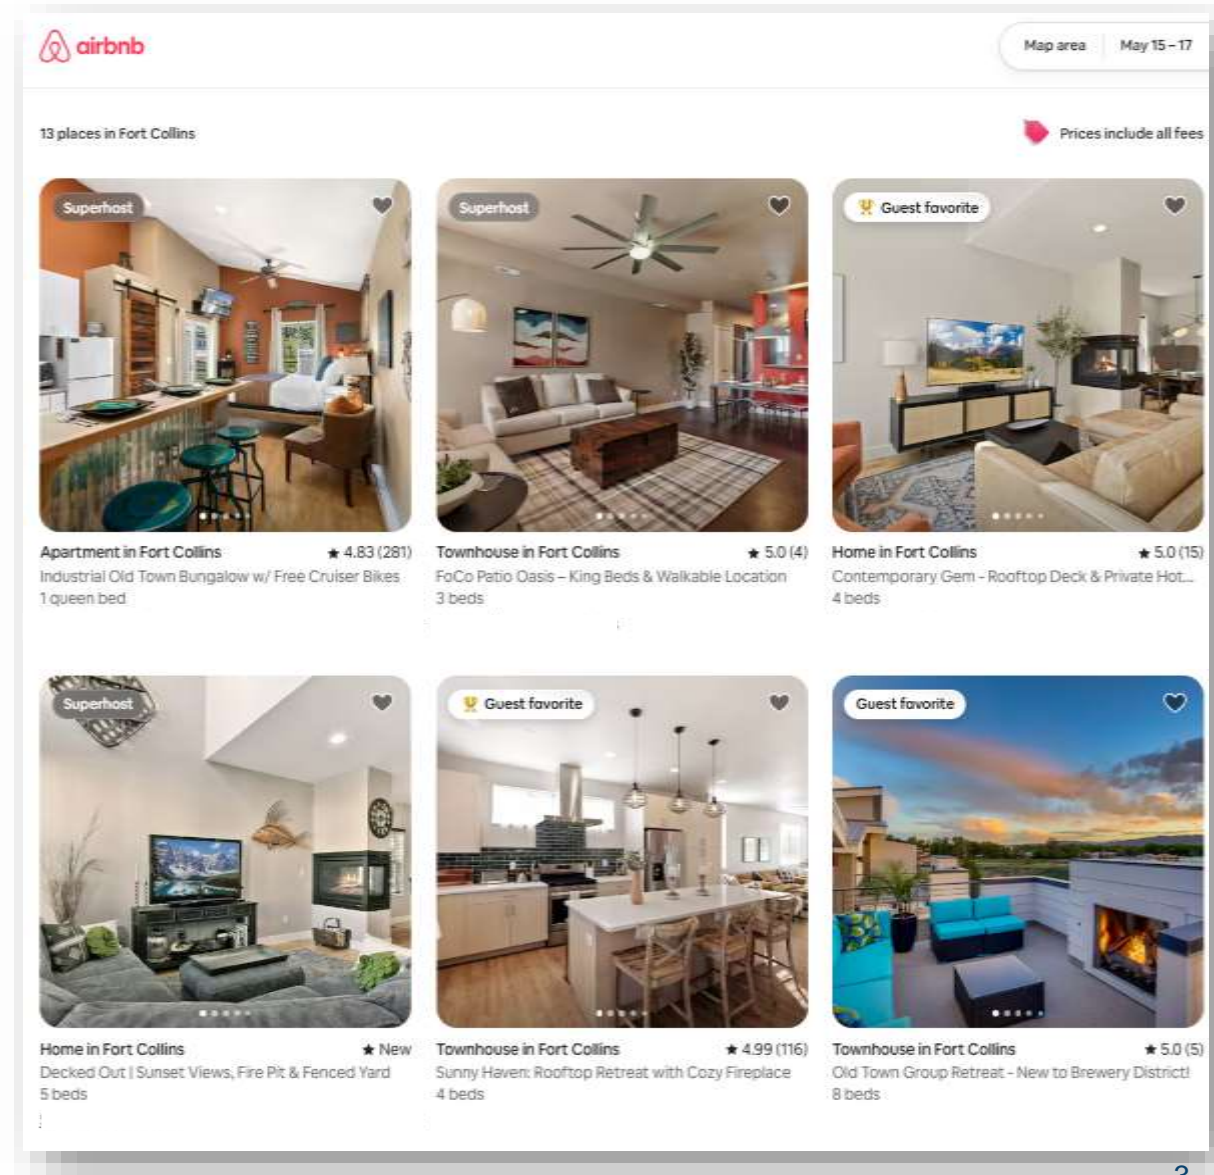 airbnb
Map area May 15 – 17
13 places in Fort Collins
Prices include all fees
Superhost
Superhost
Guest favorite
Apartment in Fort Collins ★ 4.83 (281)
Industrial Old Town Bungalow w/ Free Cruiser Bikes
1 queen bed
Townhouse in Fort Collins ★ 5.0 (4)
FoCo Patio Oasis – King Beds & Walkable Location
3 beds
Home in Fort Collins ★ 5.0 (15)
Contemporary Gem - Rooftop Deck & Private Hot...
4 beds
Superhost
Guest favorite
Guest favorite
Home in Fort Collins ★ New
Decked Out | Sunset Views, Fire Pit & Fenced Yard
5 beds
Townhouse in Fort Collins ★ 4.99 (116)
Sunny Haven: Rooftop Retreat with Cozy Fireplace
4 beds
Townhouse in Fort Collins ★ 5.0 (5)
Old Town Group Retreat - New to Brewery District!
8 beds
3